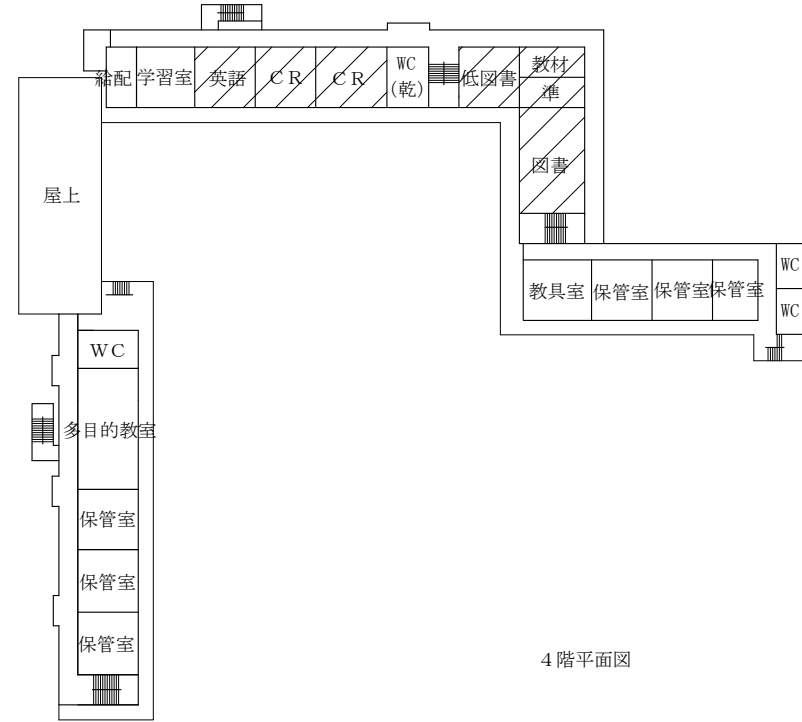 給配
学習室
英語
ＣＲ
ＣＲ
WC
(乾)
低図書
教材
準
図書
屋上
教具室
保管室
保管室
保管室
WC
WC
ＷＣ
多目的教室
保管室
保管室
保管室
４階平面図